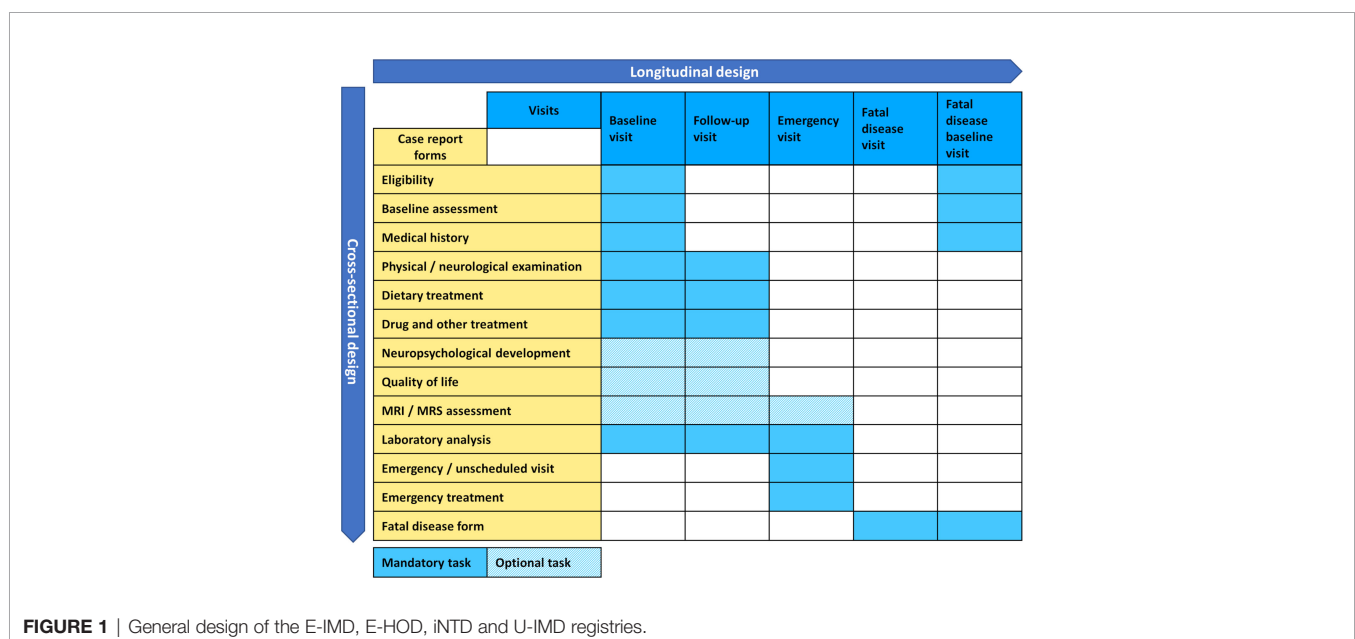 Longitudinal design
Cross-sectional design
Visits
Baseline
visit
Follow-up
visit
Emergency
visit
Fatal
disease
visit
Fatal
disease
baseline
visit
Case report
forms
Eligibility
Baseline assessment
Medical history
Physical / neurological examination
Dietary treatment
Drug and other treatment
Neuropsychological development
Quality of life
MRI / MRS assessment
Laboratory analysis
Emergency / unscheduled visit
Emergency treatment
Fatal disease form
Mandatory task
Optional task
FIGURE 1 | General design of the E-IMD, E-HOD, iNTD and U-IMD registries.